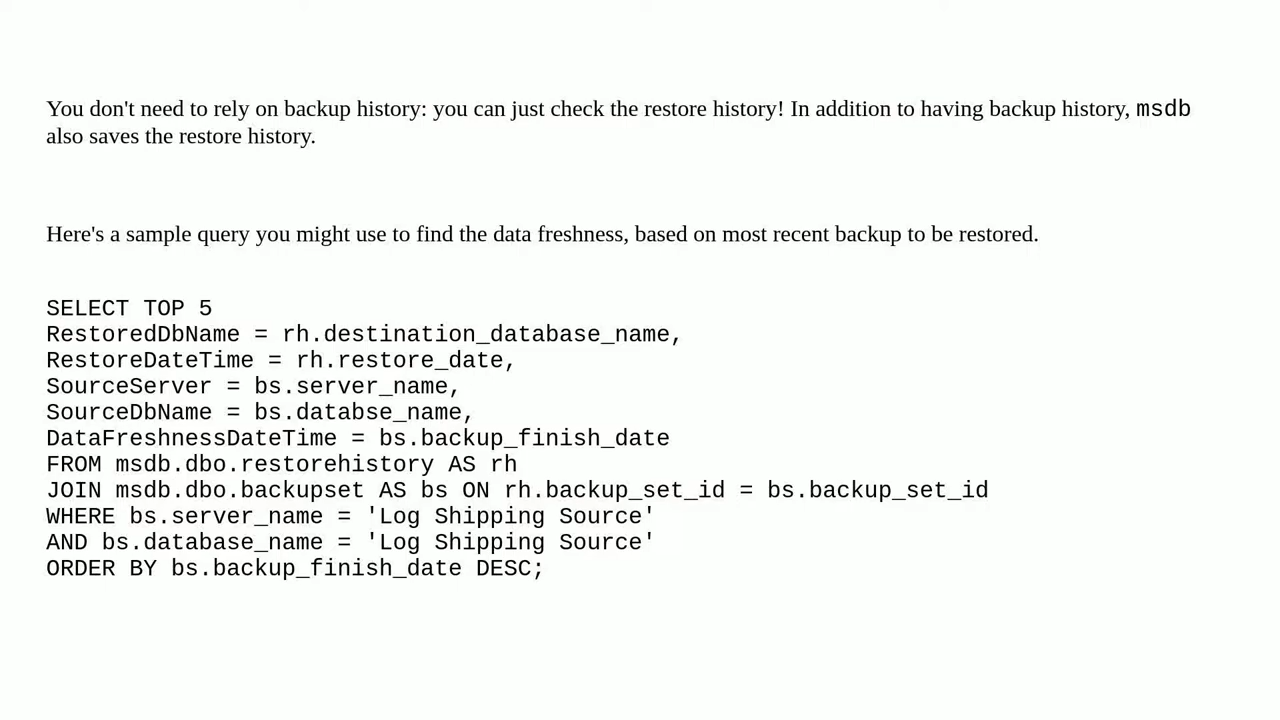 You don't need to rely on backup history: you can just check the restore history! In addition to having backup history, msdb
also saves the restore history.
Here's a sample query you might use to find the data freshness, based on most recent backup to be restored.
SELECT TOP 5
RestoredDbName = rh.destination_database_name,
RestoreDateTime = rh.restore_date,
SourceServer = bs.server_name,
SourceDbName = bs.databse_name,
DataFreshnessDateTime = bs.backup_finish_date
FROM msdb.dbo.restorehistory AS rh
JOIN msdb.dbo.backupset AS bs ON rh.backup_set_id = bs.backup_set_id
WHERE bs.server_name = 'Log Shipping Source'
AND bs.database_name = 'Log Shipping Source'
ORDER BY bs.backup_finish_date DESC;